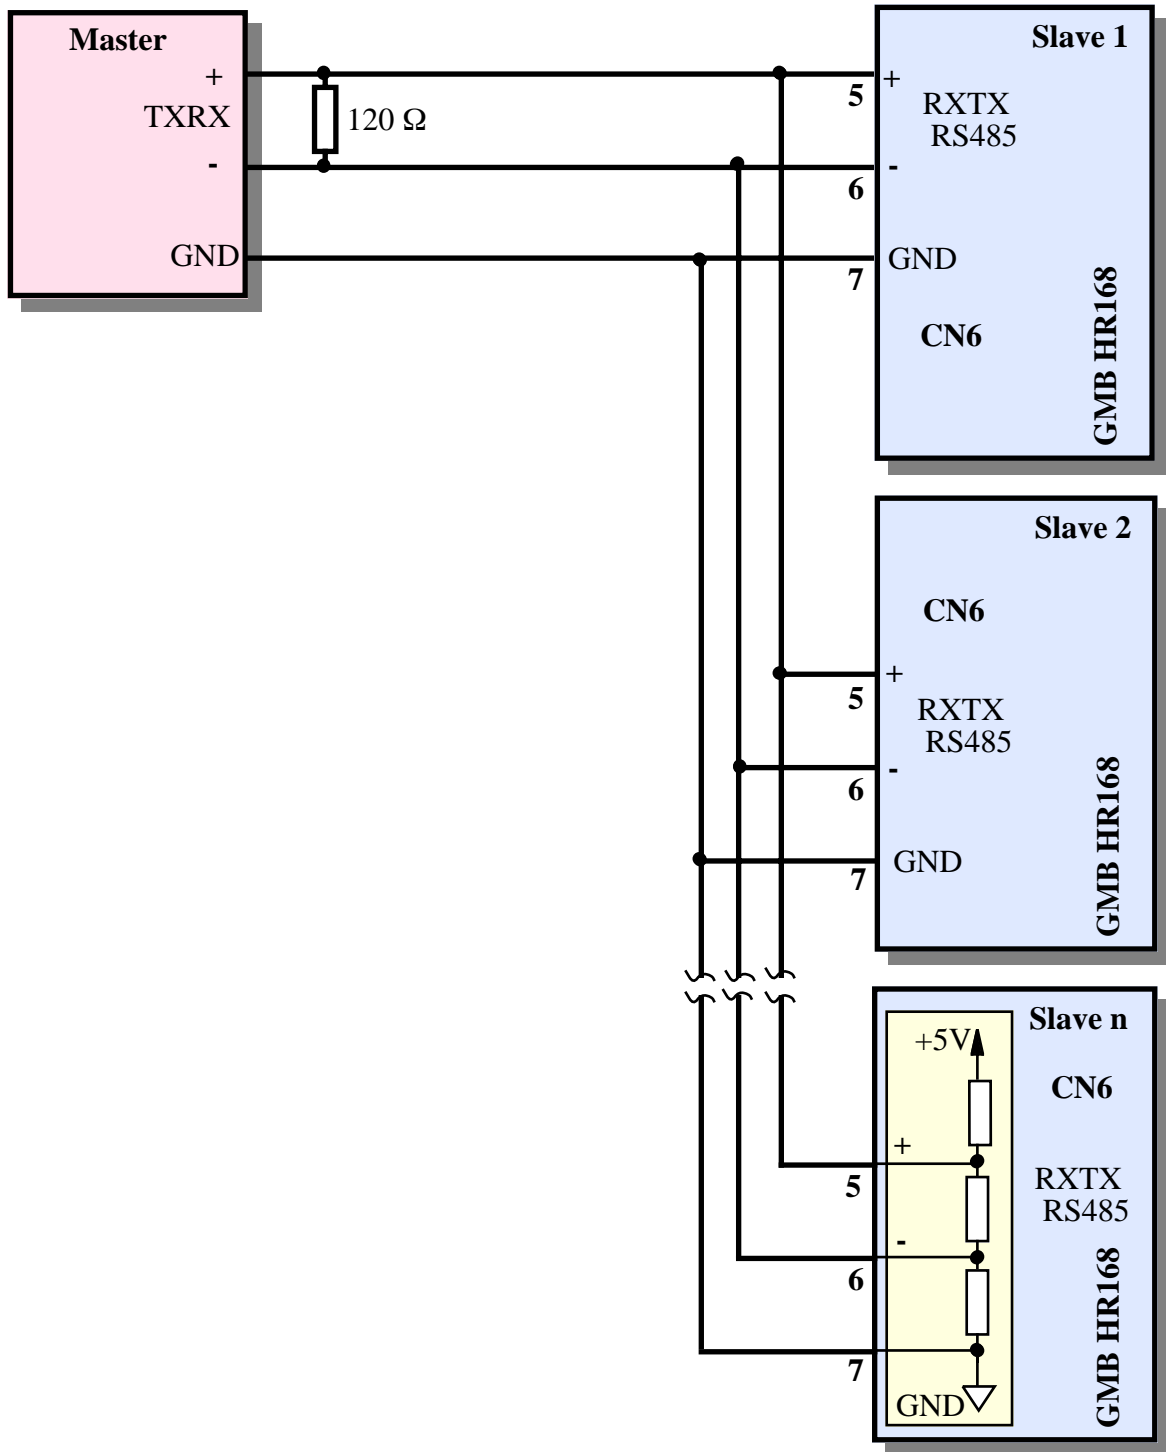 Master
+
TXRX
-
GND
120 Ω
Slave 1
5
+
RXTX
RS485
6
-
7
GND
CN6
GMB HR168
Slave 2
CN6
5
+
RXTX
RS485
6
-
7
GND
GMB HR168
Slave n
+5V
CN6
+
5
RXTX
RS485
-
6
7
GND
GMB HR168